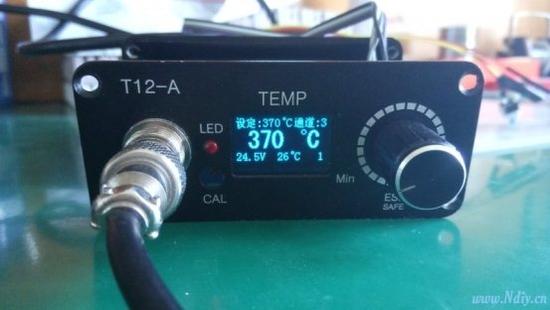 T12-A
TEMP
LED
设定:370℃通道:3
370 ℃
24.5V 26℃ 1
CAL
Min
SAFE
www.Ndiy.cn